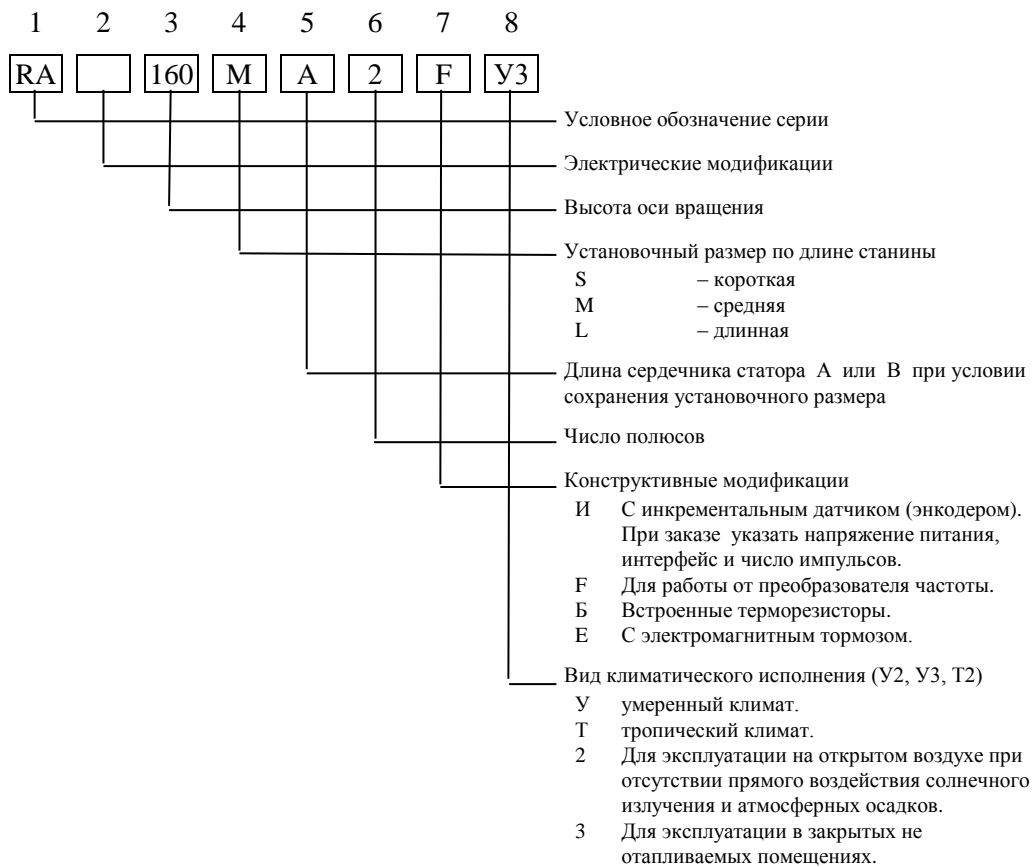 1 2 3 4 5 6 7 8
RA 160 M A 2 F У3
Условное обозначение серии
Электрические модификации
Высота оси вращения
Установочный размер по длине станины
S – короткая
M – средняя
L – длинная
Длина сердечника статора А или В при условии
сохранения установочного размера
Число полюсов
Конструктивные модификации
И С инкрементальным датчиком (энкодером).
При заказе указать напряжение питания,
интерфейс и число импульсов.
F Для работы от преобразователя частоты.
Б Встроенные терморезисторы.
Е С электромагнитным тормозом.
Вид климатического исполнения (У2, У3, Т2)
У умеренный климат.
Т тропический климат.
2 Для эксплуатации на открытом воздухе при
отсутствии прямого воздействия солнечного
излучения и атмосферных осадков.
3 Для эксплуатации в закрытых не
отапливаемых помещениях.